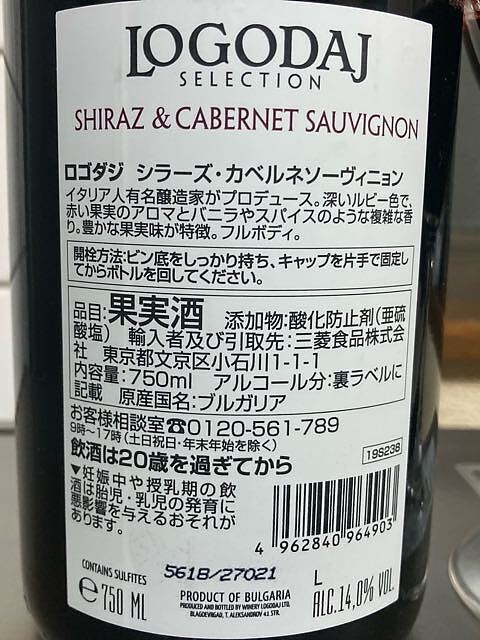 LOGODAJ
SELECTION
SHIRAZ & CABERNET SAUVIGNON
ロゴダジ シラーズ・カベルネソーヴィニョン
イタリア人有名醸造家がプロデュース。深いルビー色で、
赤い果実のアロマとバニラやスパイスのような複雑な香
り。豊かな果実味が特徴。フルボディ。
開栓方法:ビン底をしっかり持ち、キャップを片手で固定し
てからボトルを回してください。
品目:果実酒 添加物:酸化防止剤(亜硫
酸塩) 輸入者及び引取先:三菱食品株式会
社 東京都文京区小石川1-1-1
内容量:750ml アルコール分:裏ラベルに
記載 原産国名:ブルガリア
お客様相談室☎0120-561-789
9時~17時(土日祝日・年末年始を除く)
19S238
飲酒は20歳を過ぎてから
▼妊娠中や授乳期の飲
酒は胎児・乳児の発育に
悪影響を与えるおそれが
あります。
4 962840 964903
CONTAINS SULFITES
5618/27021
L
℮ 750 ML
PRODUCT OF BULGARIA
PRODUCED AND BOTTLED BY WINERY LOGODAJ LTD,
BLAGOEVGRAD, T. ALEKSANDROV 41 STR.
ALC.14,0% VOL.